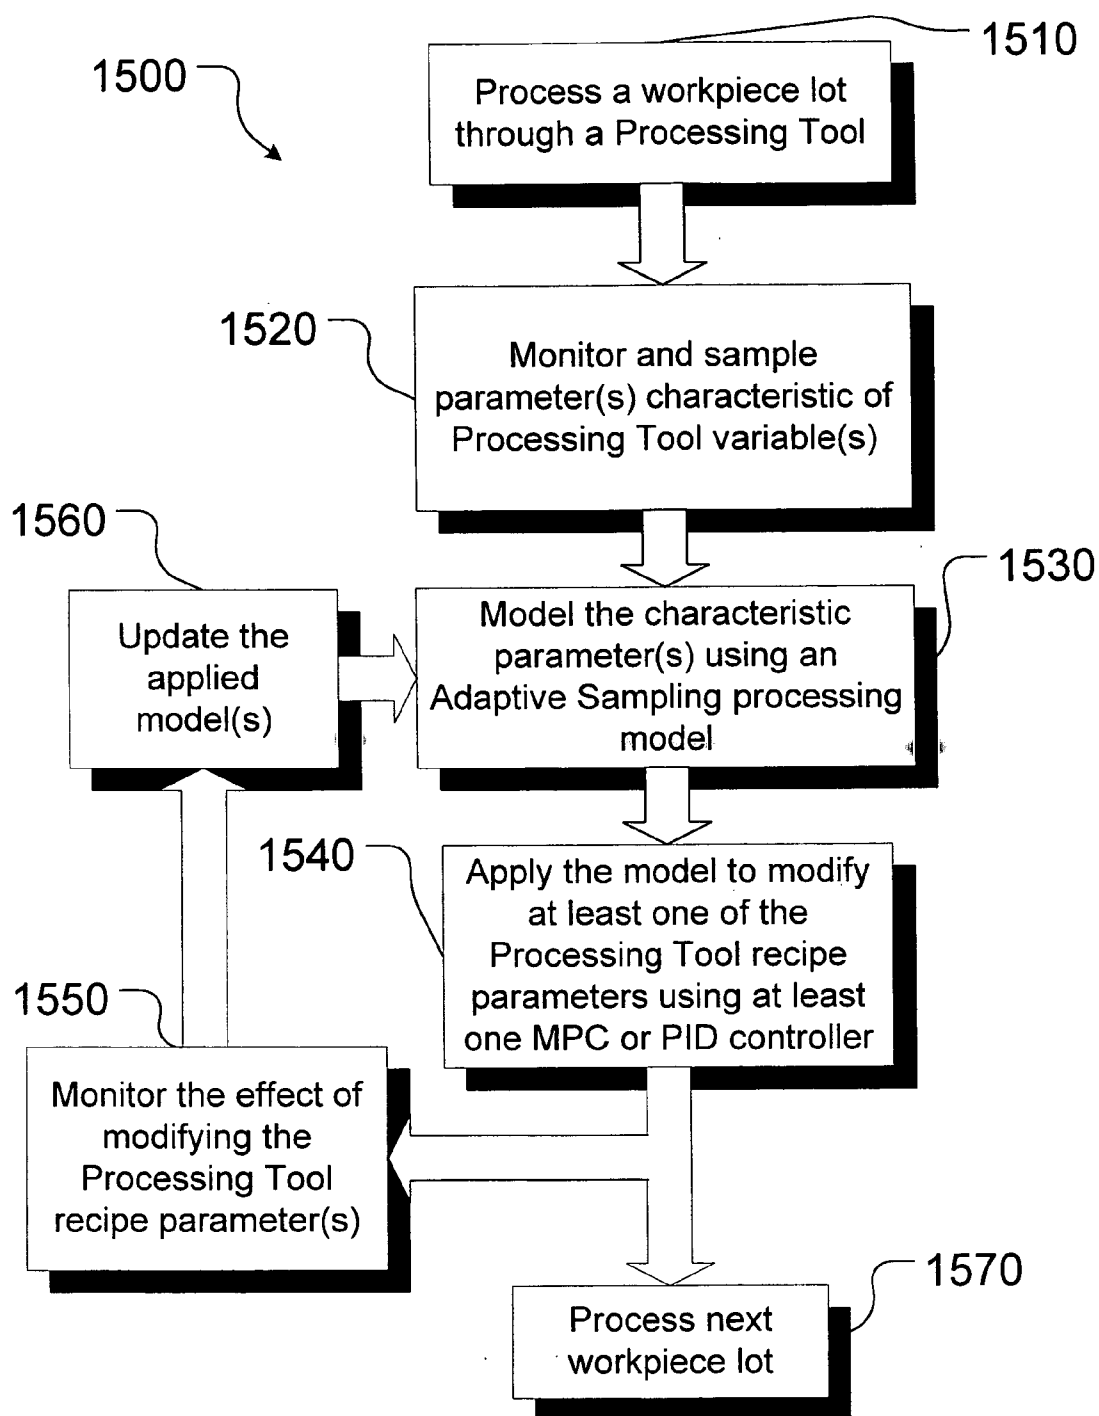 1510
1500
Process a workpiece lot
through a Processing Tool
1520
Monitor and sample
parameter(s) characteristic of
Processing Tool variable(s)
1560
1530
Update the
applied
model(s)
Model the characteristic
parameter(s) using an
Adaptive Sampling processing
model
1540
Apply the model to modify
at least one of the
Processing Tool recipe
parameters using at least
one MPC or PID controller
1550
Monitor the effect of
modifying the
Processing Tool
recipe parameter(s)
1570
Process next
workpiece lot